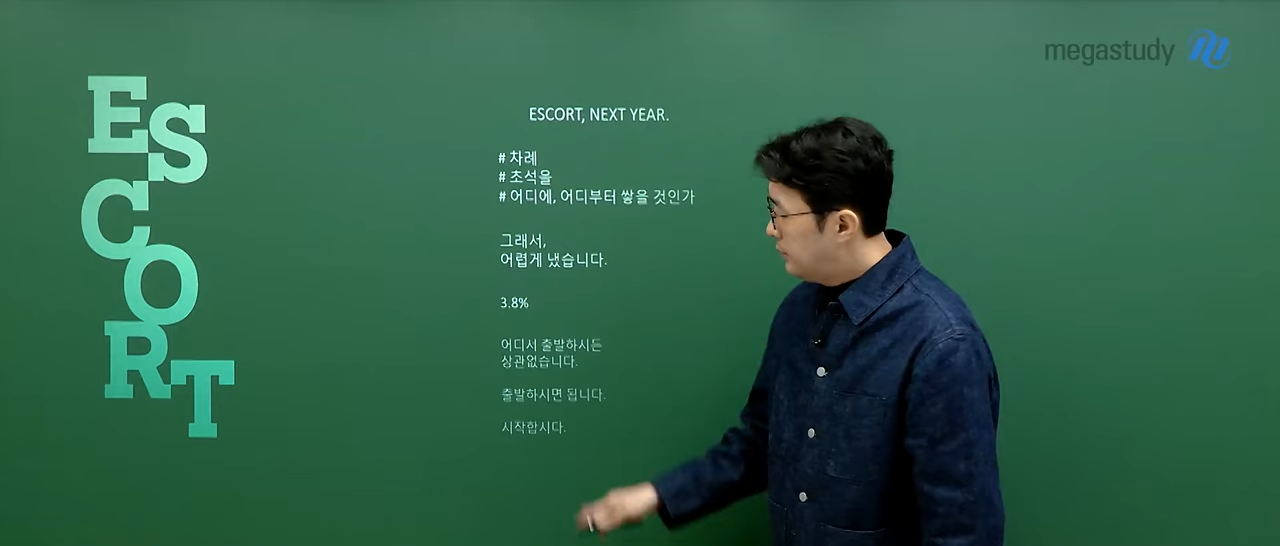 megastudy
ESCORT
ESCORT, NEXT YEAR.
# 차례
# 초석을
# 어디에, 어디부터 쌓을 것인가
그래서,
어렵게 냈습니다.
3.8%
어디서 출발하시든
상관없습니다.
출발하시면 됩니다.
시작합시다.